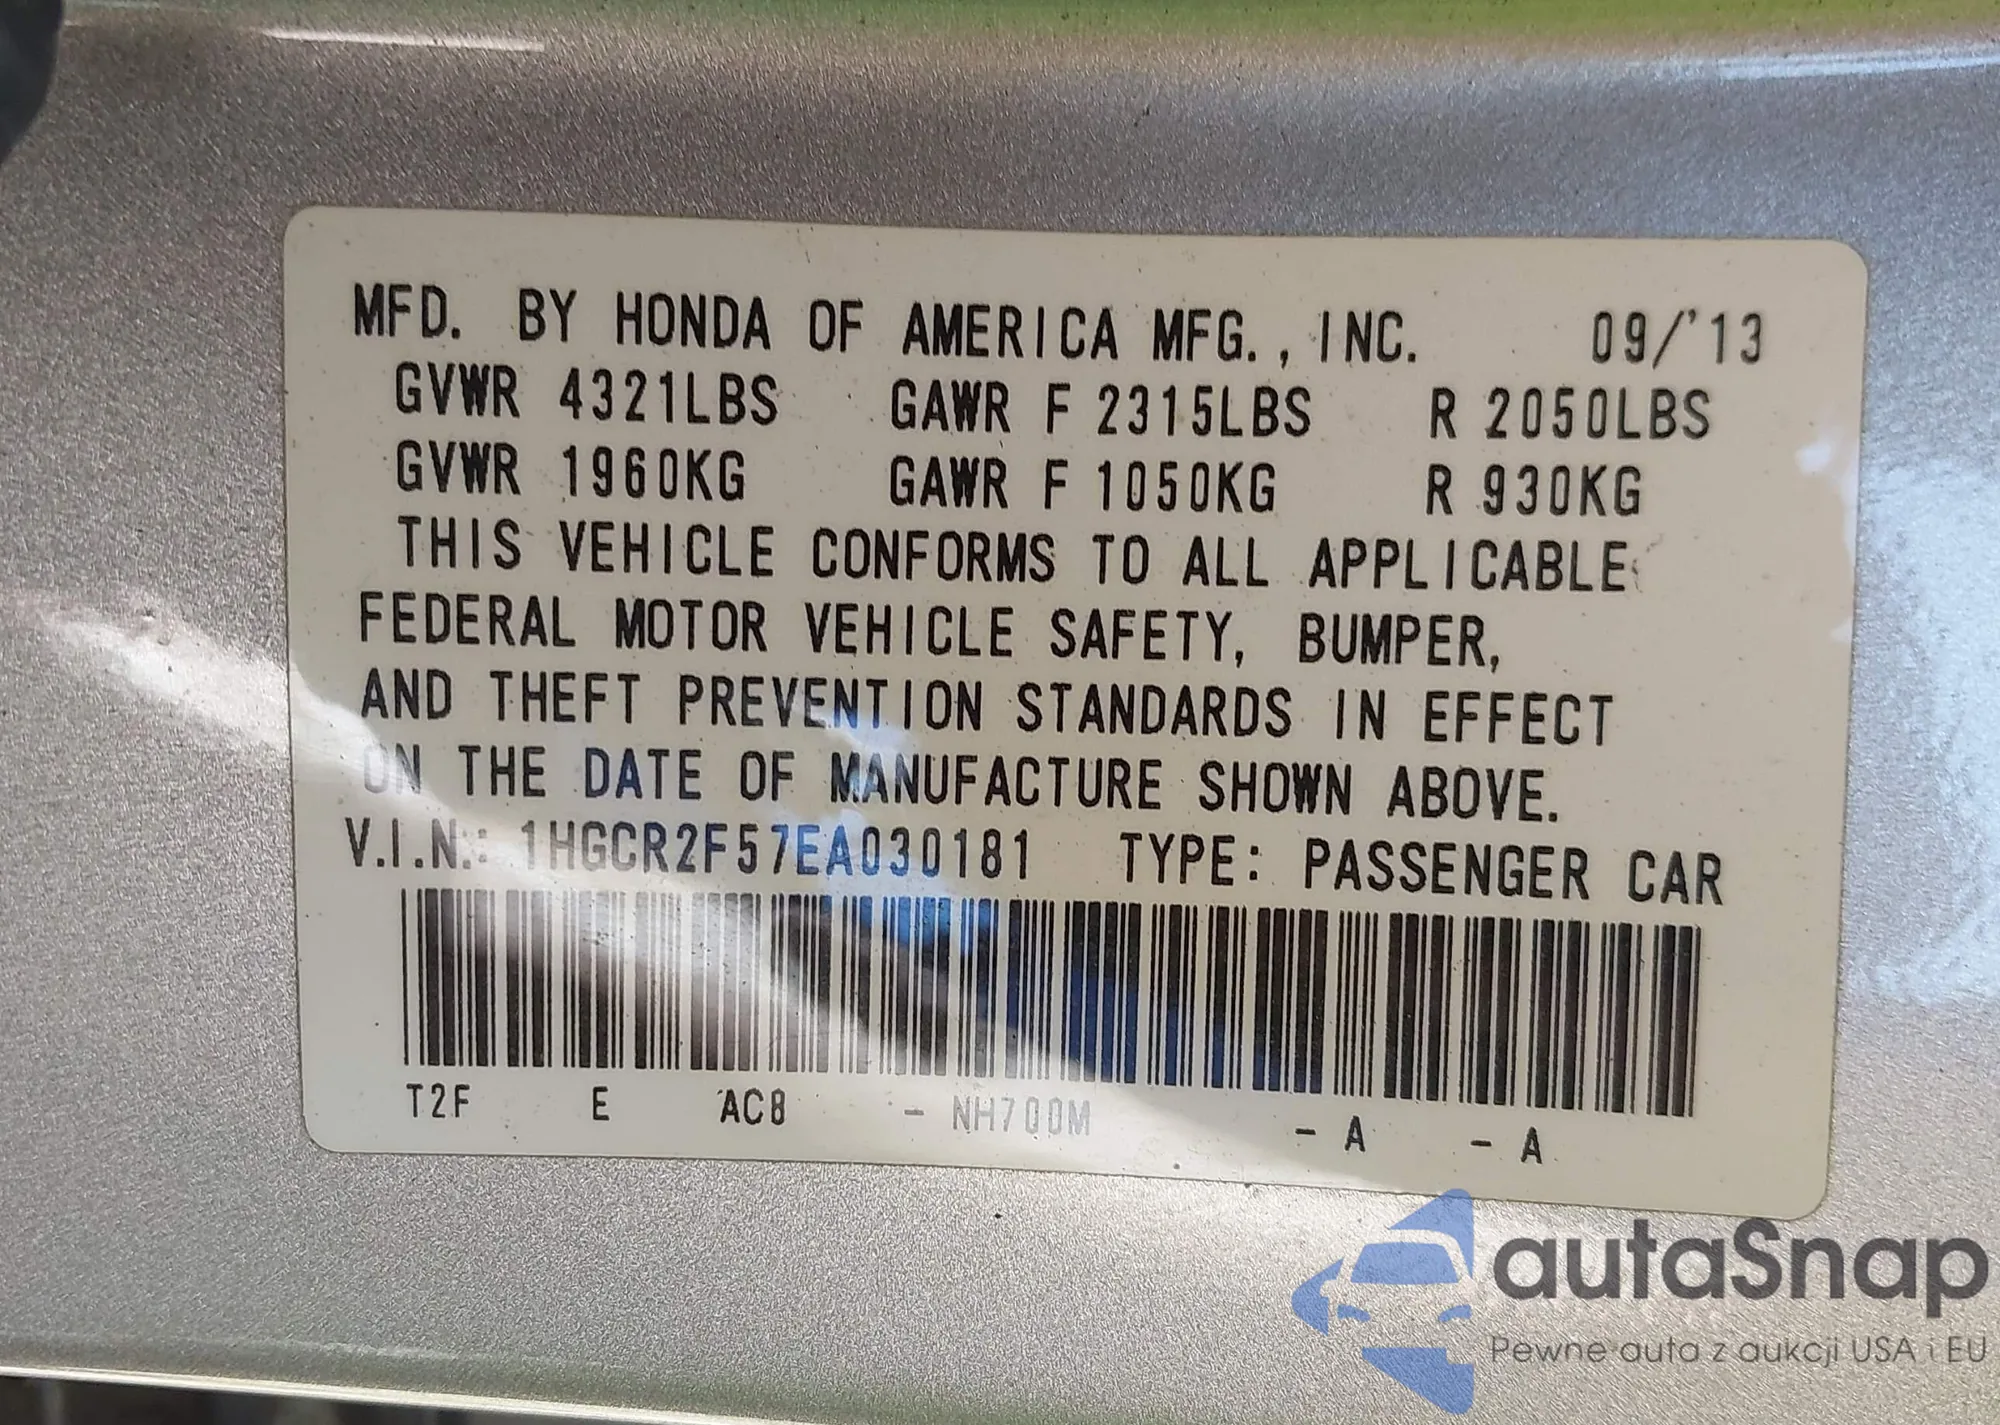 MFD. BY HONDA OF AMERICA MFG., INC. 09/'13
GVWR 4321LBS GAWR F 2315LBS R 2050LBS
GVWR 1960KG GAWR F 1050KG R 930KG
THIS VEHICLE CONFORMS TO ALL APPLICABLE
FEDERAL MOTOR VEHICLE SAFETY, BUMPER,
AND THEFT PREVENTION STANDARDS IN EFFECT
ON THE DATE OF MANUFACTURE SHOWN ABOVE.
V.I.N.: 1HGCR2F57EA030181 TYPE: PASSENGER CAR
T2F E AC8 - NH700M - A - A
autaSnap
Pewne auta z aukcji USA i EU